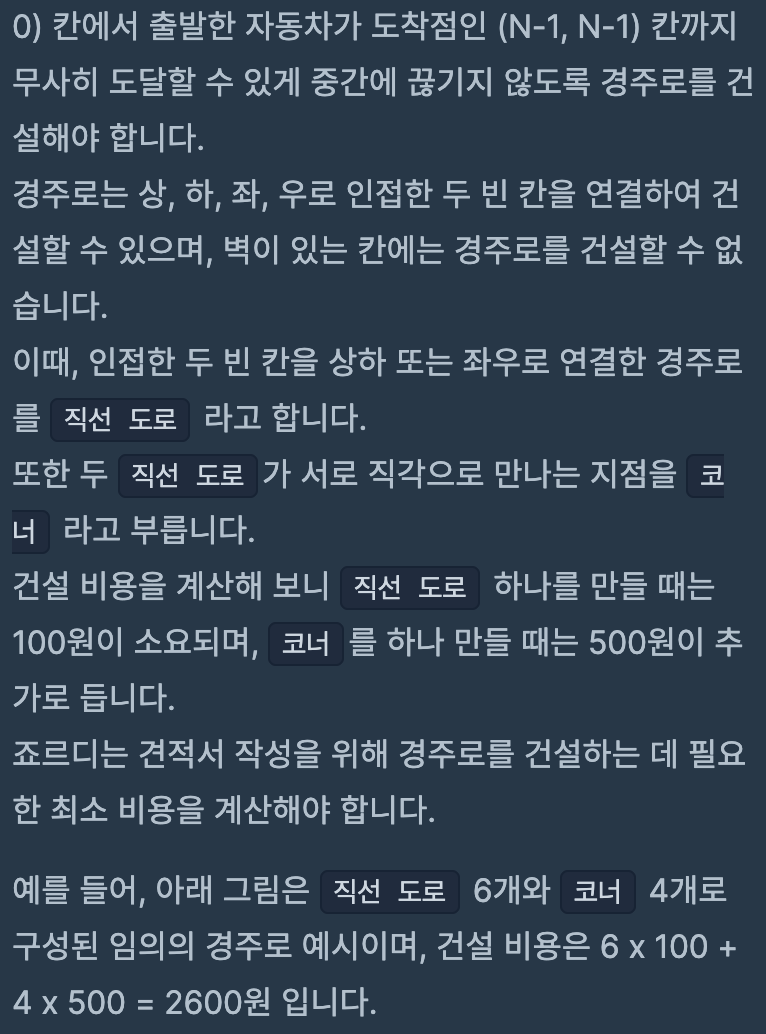 0) 칸에서 출발한 자동차가 도착점인 (N-1, N-1) 칸까지
무사히 도달할 수 있게 중간에 끊기지 않도록 경주로를 건
설해야 합니다.
경주로는 상, 하, 좌, 우로 인접한 두 빈 칸을 연결하여 건
설할 수 있으며, 벽이 있는 칸에는 경주로를 건설할 수 없
습니다.
이때, 인접한 두 빈 칸을 상하 또는 좌우로 연결한 경주로
를 직선 도로 라고 합니다.
또한 두 직선 도로가 서로 직각으로 만나는 지점을 코
너 라고 부릅니다.
건설 비용을 계산해 보니 직선 도로 하나를 만들 때는
100원이 소요되며, 코너를 하나 만들 때는 500원이 추
가로 듭니다.
죠르디는 견적서 작성을 위해 경주로를 건설하는 데 필요
한 최소 비용을 계산해야 합니다.
예를 들어, 아래 그림은 직선 도로 6개와 코너 4개로
구성된 임의의 경주로 예시이며, 건설 비용은 6 x 100 +
4 x 500 = 2600원 입니다.